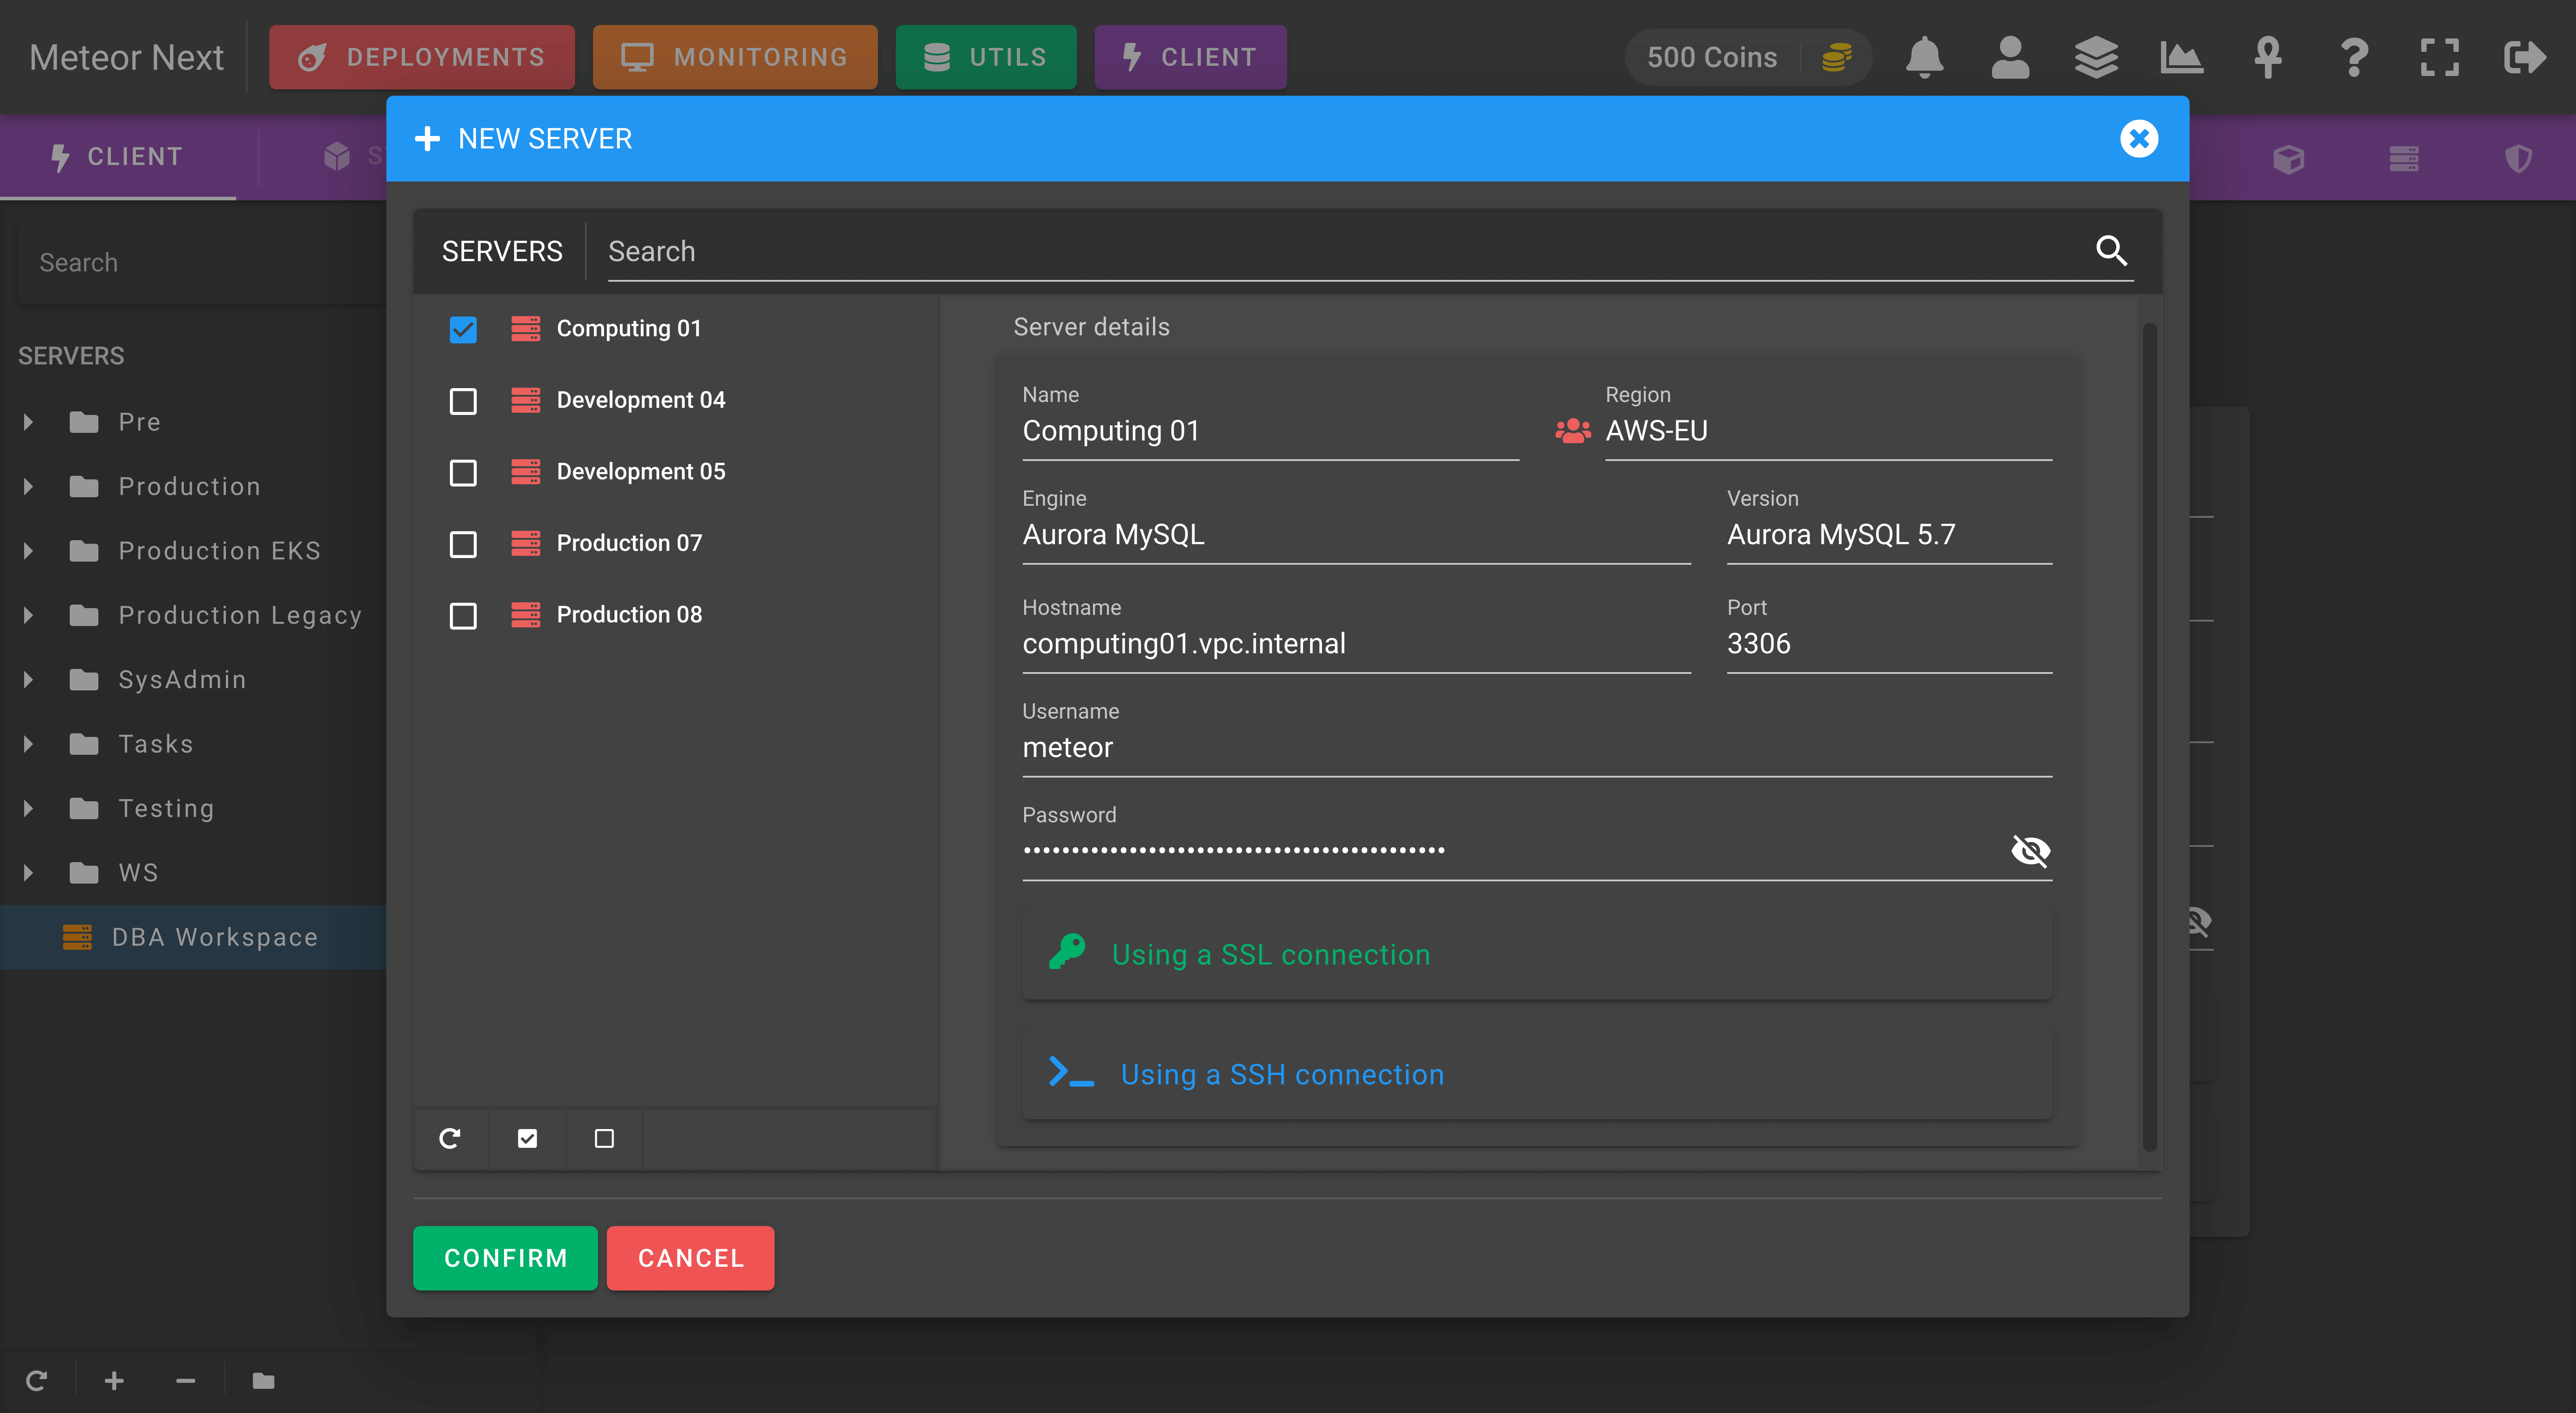 Meteor Next
DEPLOYMENTS
MONITORING
UTILS
CLIENT
500 Coins
CLIENT
S
NEW SERVER
Search
SERVERS
Pre
Production
Production EKS
Production Legacy
SysAdmin
Tasks
Testing
WS
DBA Workspace
SERVERS
Search
Computing 01
Development 04
Development 05
Production 07
Production 08
Server details
Name
Computing 01
Region
AWS-EU
Engine
Aurora MySQL
Version
Aurora MySQL 5.7
Hostname
computing01.vpc.internal
Port
3306
Username
meteor
Password
Using a SSL connection
Using a SSH connection
CONFIRM
CANCEL